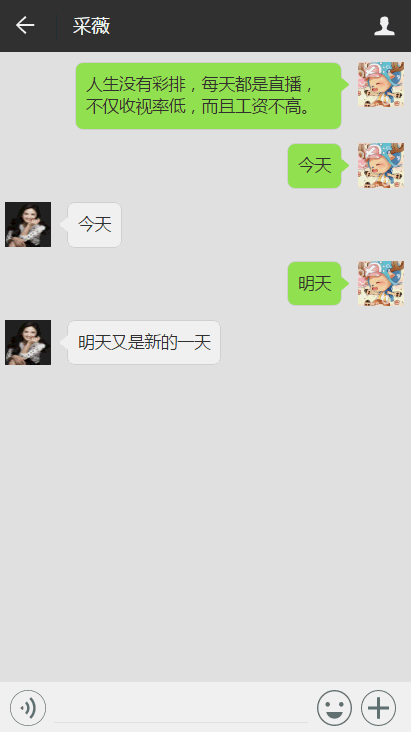 采薇
人生没有彩排，每天都是直播，
不仅收视率低，而且工资不高。
今天
今天
明天
明天又是新的一天